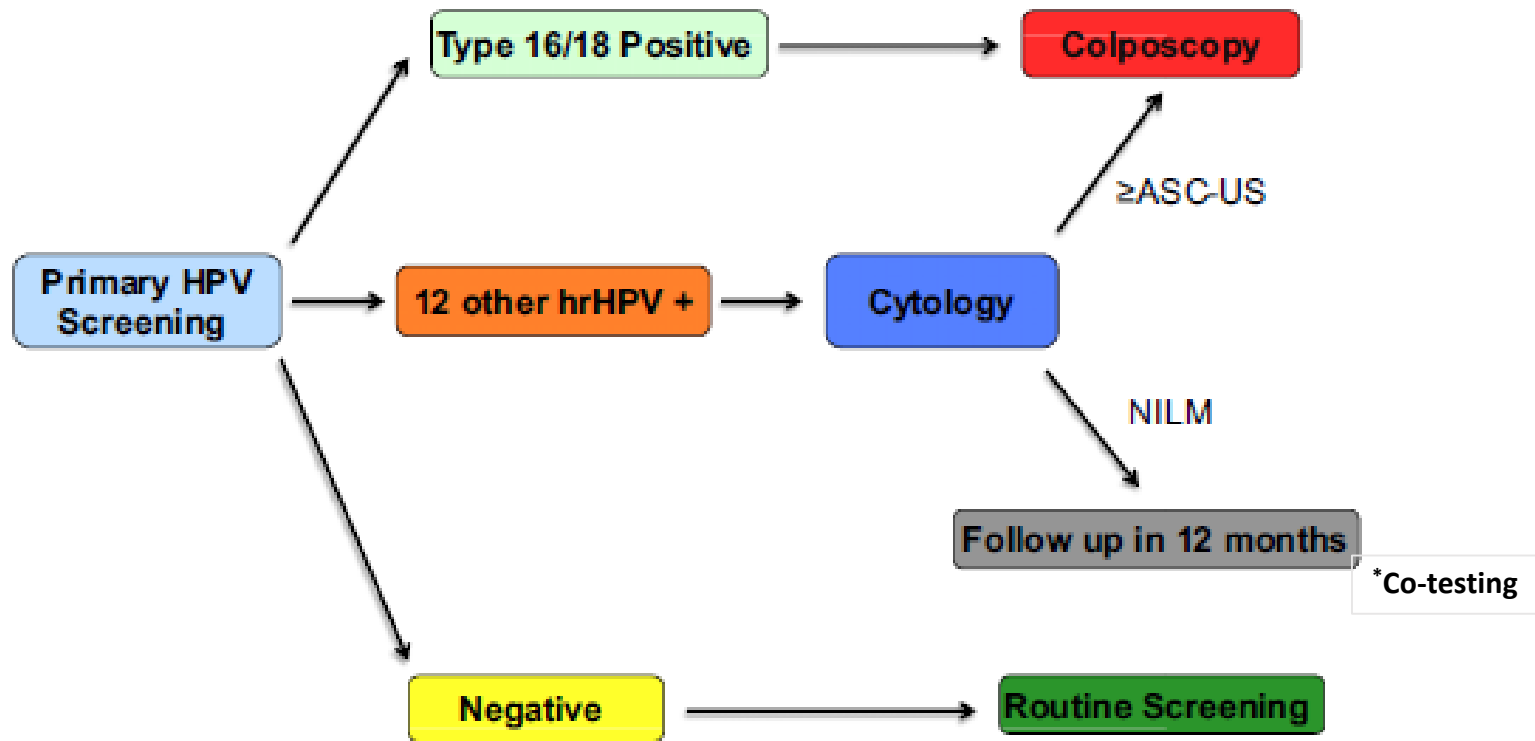 Type 16/18 Positive
Colposcopy
≥ASC-US
Primary HPV
Screening
12 other hrHPV +
Cytology
NILM
Follow up in 12 months
*Co-testing
Negative
Routine Screening